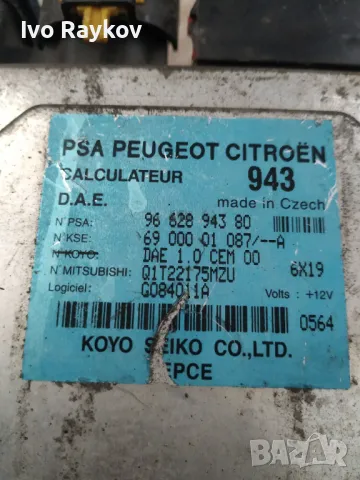 Ivo Raykov
PSA PEUGEOT CITROËN
CALCULATEUR 943
D.A.E. made in Czech
N°PSA: 96 628 943 80
N°KSE: 69 000 01 087/--A
N°KOYO: DAE 1.0 CEM 00
N°MITSUBISHI: Q1T22175MZU 6X19
Logiciel: G084011A Volts : +12V
0564
KOYO SEIKO CO.,LTD.
EPCE
BAZAR